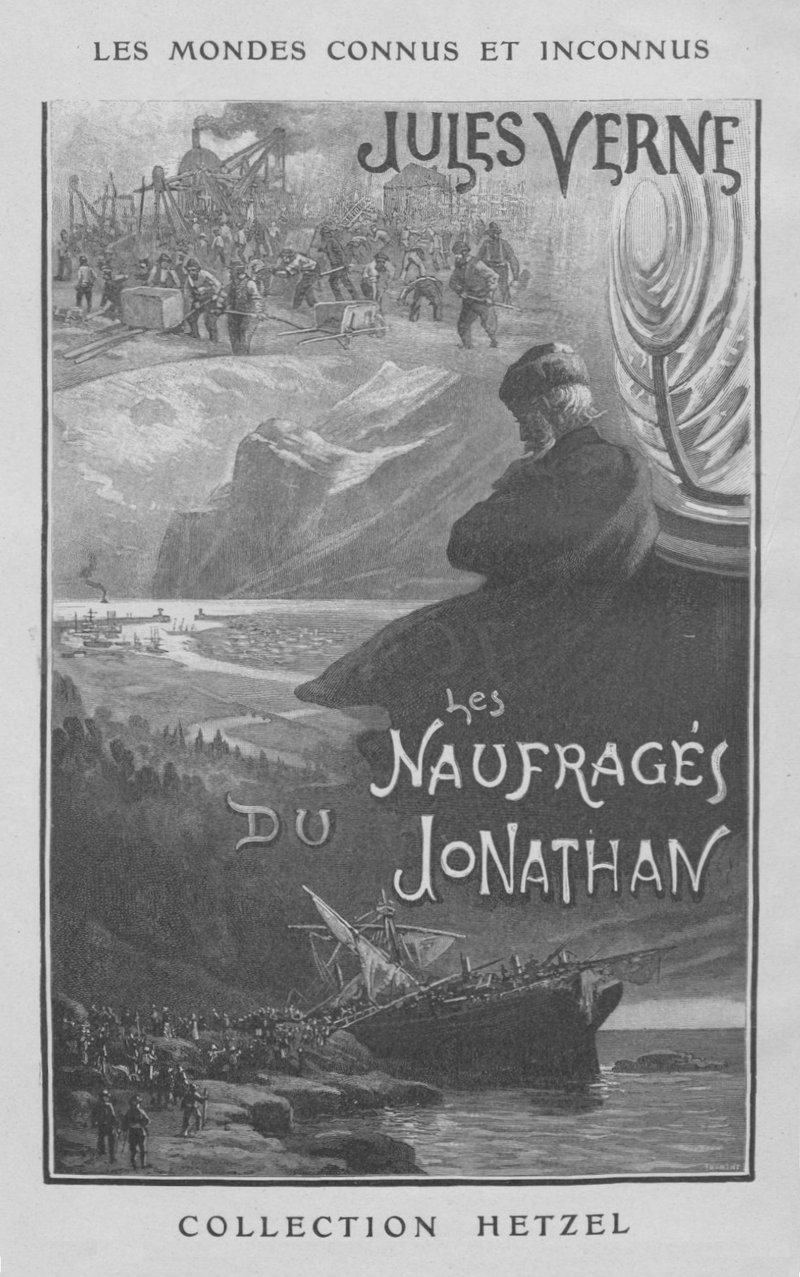 LES MONDES CONNUS ET INCONNUS
JULES VERNE
Les
NAUFRAGÉS
DU
JONATHAN
COLLECTION HETZEL